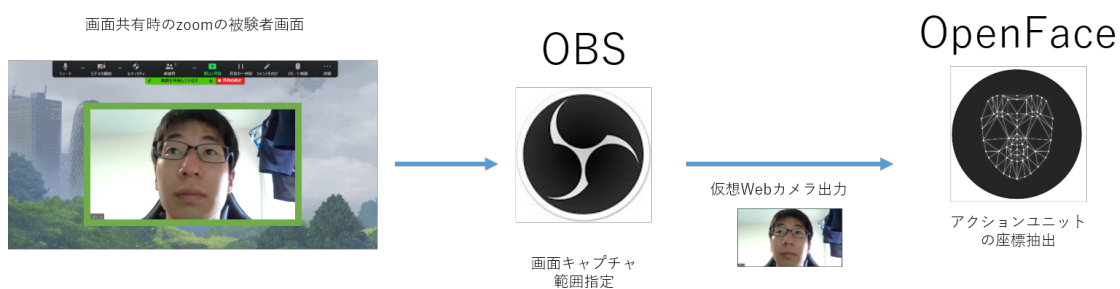 画面共有時のzoomの被験者画面
OBS
OpenFace
仮想Webカメラ出力
画面キャプチャ
範囲指定
アクションユニット
の座標抽出